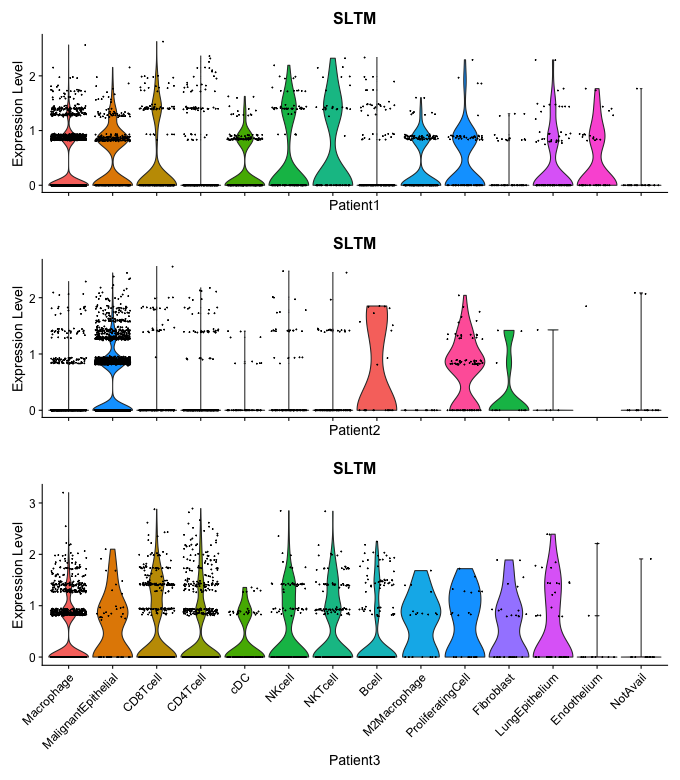 SLTM
Expression Level
2
1
0
Patient1
SLTM
Expression Level
2
1
0
Patient2
SLTM
Expression Level
3
2
1
0
Macrophage
MalignantEpithelial
CD8Tcell
CD4Tcell
cDC
NKcell
NKTcell
Bcell
M2Macrophage
ProliferatingCell
Fibroblast
LungEpithelium
Endothelium
NotAvail
Patient3